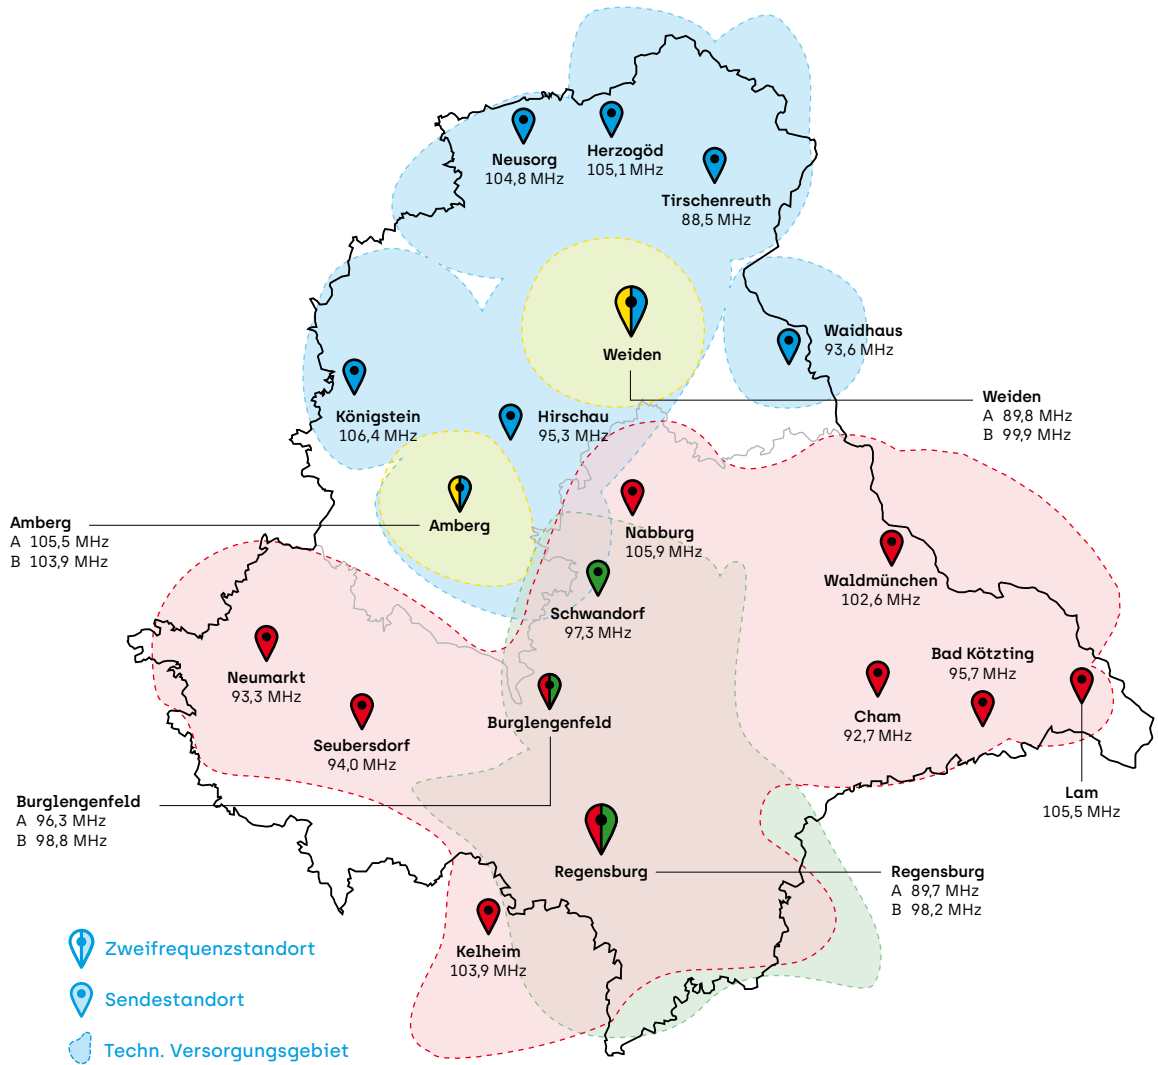 Neusorg
104,8 MHz
Herzogöd
105,1 MHz
Tirschenreuth
88,5 MHz
Weiden
Waidhaus
93,6 MHz
Königstein
106,4 MHz
Hirschau
95,3 MHz
Weiden
A 89,8 MHz
B 99,9 MHz
Amberg
Amberg
A 105,5 MHz
B 103,9 MHz
Nabburg
105,9 MHz
Waldmünchen
102,6 MHz
Schwandorf
97,3 MHz
Neumarkt
93,3 MHz
Bad Kötzting
95,7 MHz
Burglengenfeld
Cham
92,7 MHz
Seubersdorf
94,0 MHz
Lam
105,5 MHz
Burglengenfeld
A 96,3 MHz
B 98,8 MHz
Regensburg
Regensburg
A 89,7 MHz
B 98,2 MHz
Kelheim
103,9 MHz
Zweifrequenzstandort
Sendestandort
Techn. Versorgungsgebiet